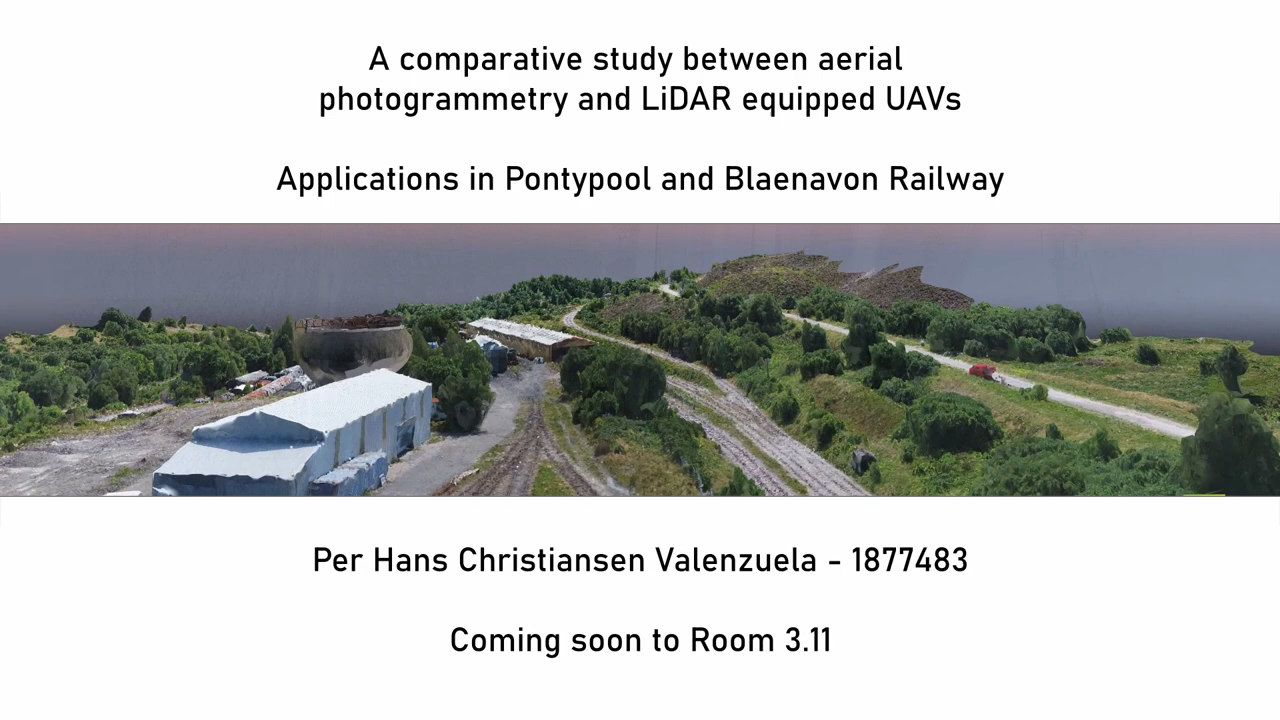 A comparative study between aerial
photogrammetry and LiDAR equipped UAVs
Applications in Pontypool and Blaenavon Railway
Per Hans Christiansen Valenzuela - 1877483
Coming soon to Room 3.11